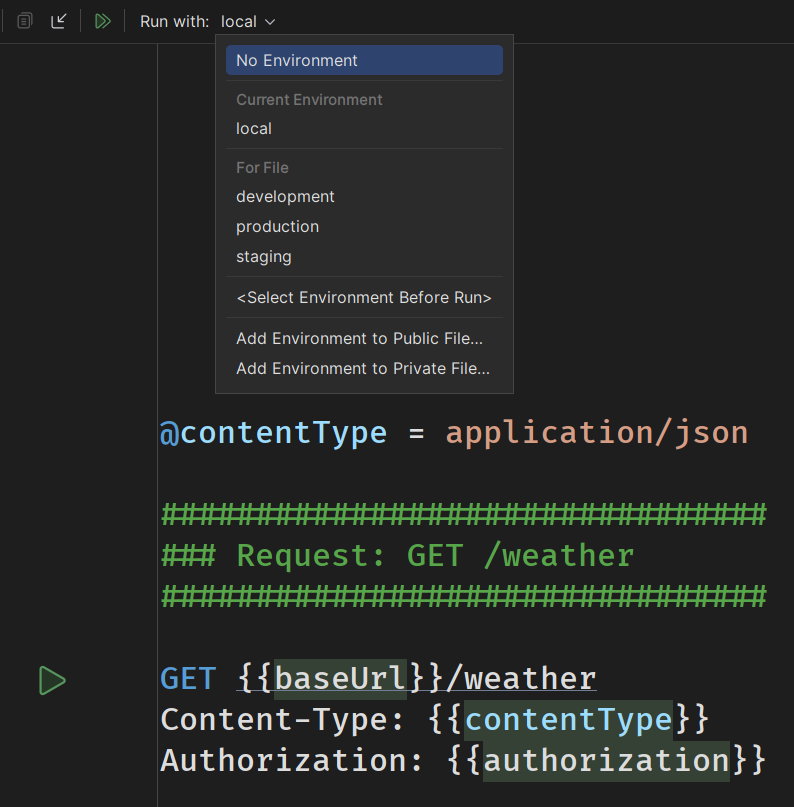 Run with: local
No Environment
Current Environment
local
For File
development
production
staging
<Select Environment Before Run>
Add Environment to Public File...
Add Environment to Private File...
@contentType = application/json
################################
### Request: GET /weather
################################
GET {{baseUrl}}/weather
Content-Type: {{contentType}}
Authorization: {{authorization}}